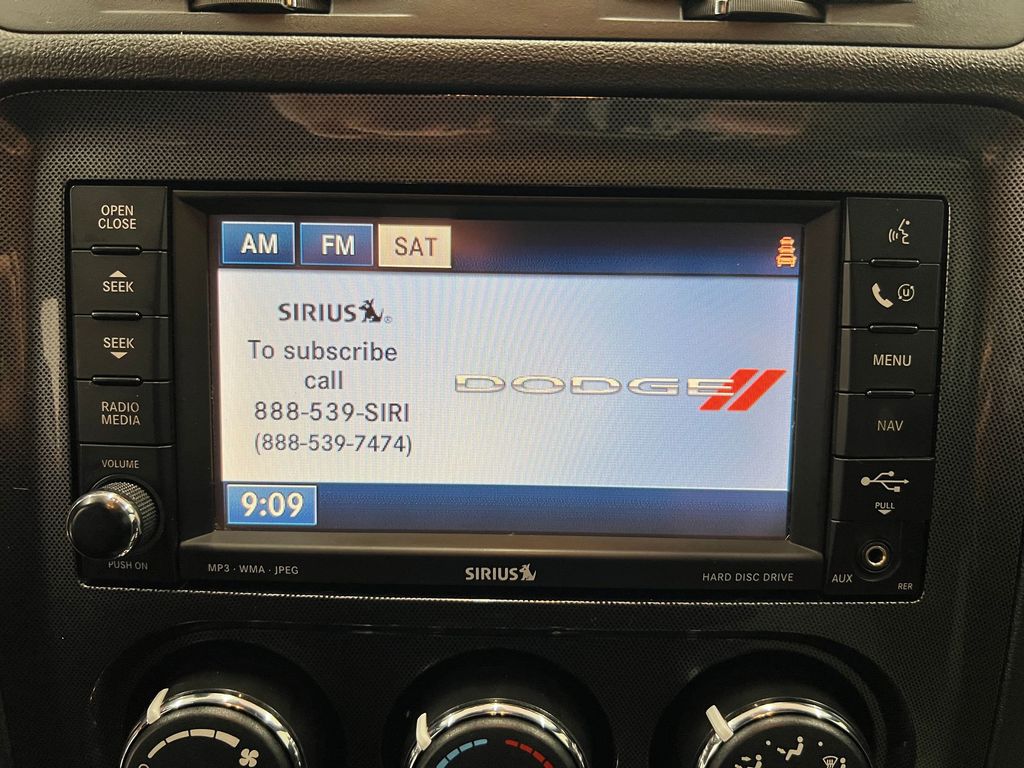 OPEN
CLOSE
SEEK
SEEK
RADIO
MEDIA
VOLUME
PUSH ON
AM FM SAT
SIRIUS®
To subscribe
call
888-539-SIRI
(888-539-7474)
DODGE
9:09
MP3 · WMA · JPEG
SIRIUS
HARD DISC DRIVE
u
MENU
NAV
PULL
AUX
RER